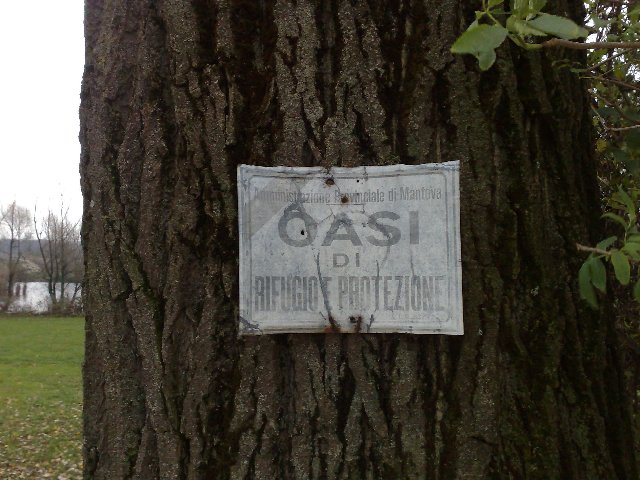 Amministrazione Provinciale di Mantova
OASI
DI
RIFUGIO E PROTEZIONE